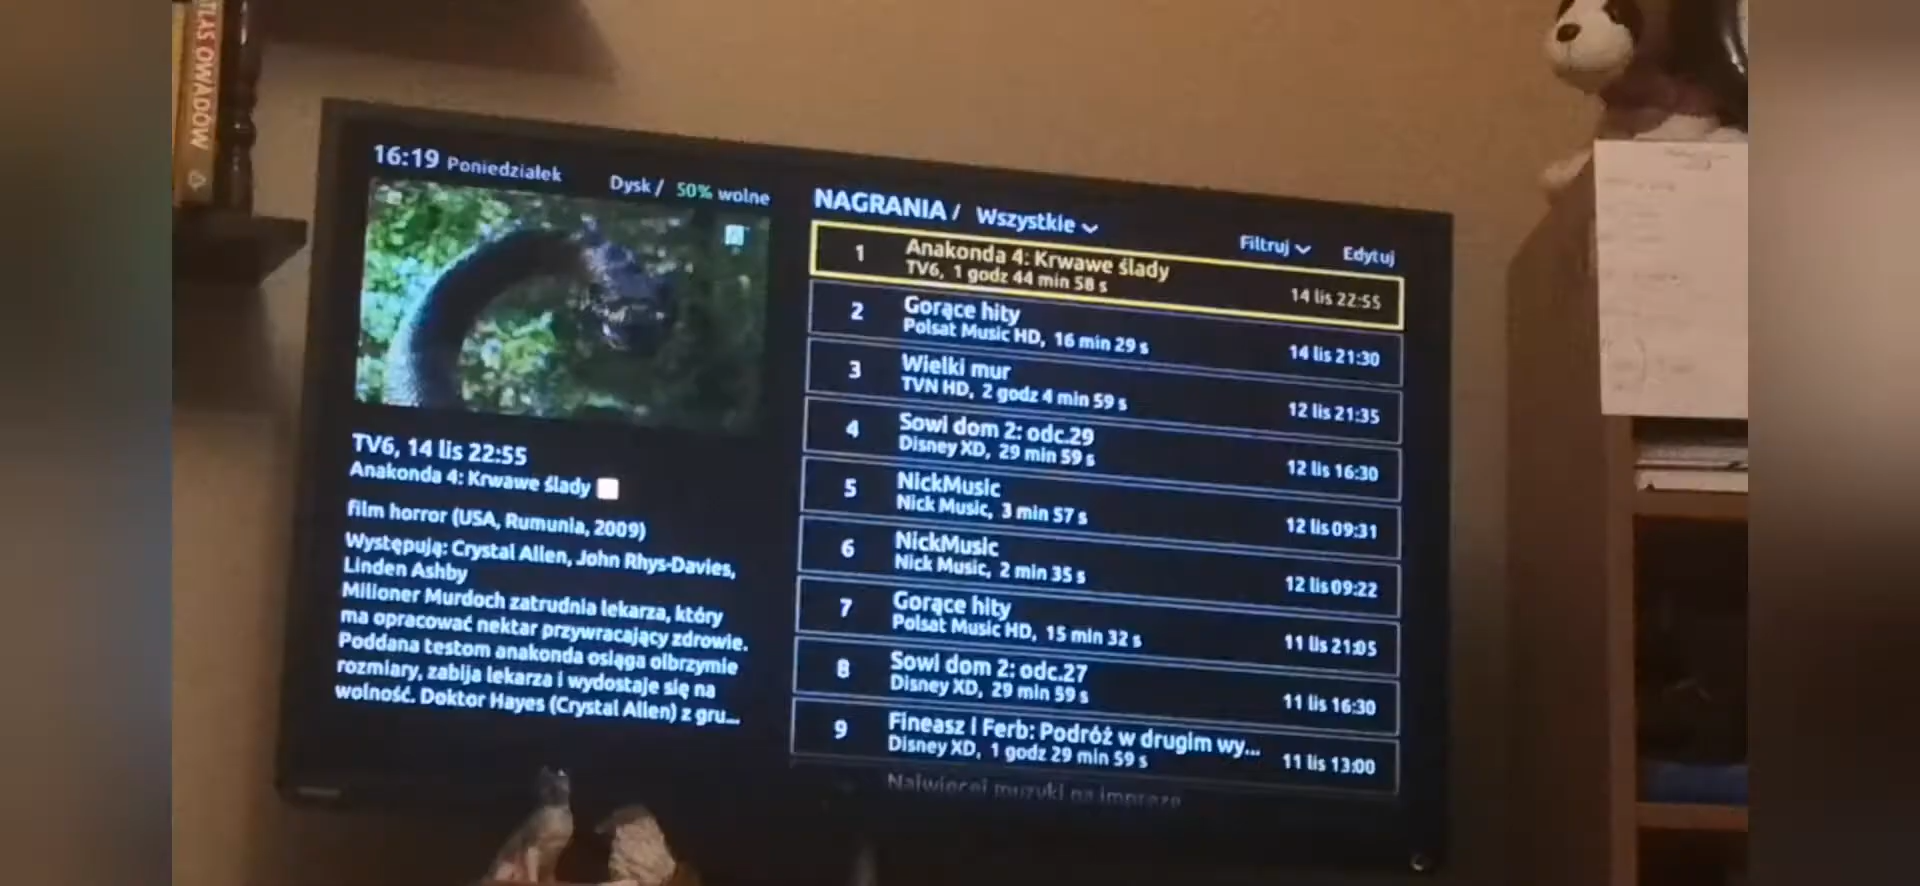 ATLAS OWADÓW
16:19 Poniedziałek
Dysk / 50% wolne
TV6, 14 lis 22:55
Anakonda 4: Krwawe ślady
film horror (USA, Rumunia, 2009)
Występują: Crystal Allen, John Rhys-Davies,
Linden Ashby
Milioner Murdoch zatrudnia lekarza, który
ma opracować nektar przywracający zdrowie.
Poddana testom anakonda osiąga olbrzymie
rozmiary, zabija lekarza i wydostaje się na
wolność. Doktor Hayes (Crystal Allen) z gru...
NAGRANIA / Wszystkie
Filtruj Edytuj
1 Anakonda 4: Krwawe ślady
TV6, 1 godz 44 min 58 s 14 lis 22:55
2 Gorące hity
Polsat Music HD, 16 min 29 s 14 lis 21:30
3 Wielki mur
TVN HD, 2 godz 4 min 59 s 12 lis 21:35
4 Sowi dom 2: odc.29
Disney XD, 29 min 59 s 12 lis 16:30
5 NickMusic
Nick Music, 3 min 57 s 12 lis 09:31
6 NickMusic
Nick Music, 2 min 35 s 12 lis 09:22
7 Gorące hity
Polsat Music HD, 15 min 32 s 11 lis 21:05
8 Sowi dom 2: odc.27
Disney XD, 29 min 59 s 11 lis 16:30
9 Fineasz i Ferb: Podróż w drugim wy...
Disney XD, 1 godz 29 min 59 s 11 lis 13:00
Najwięcej muzyki na imprezę